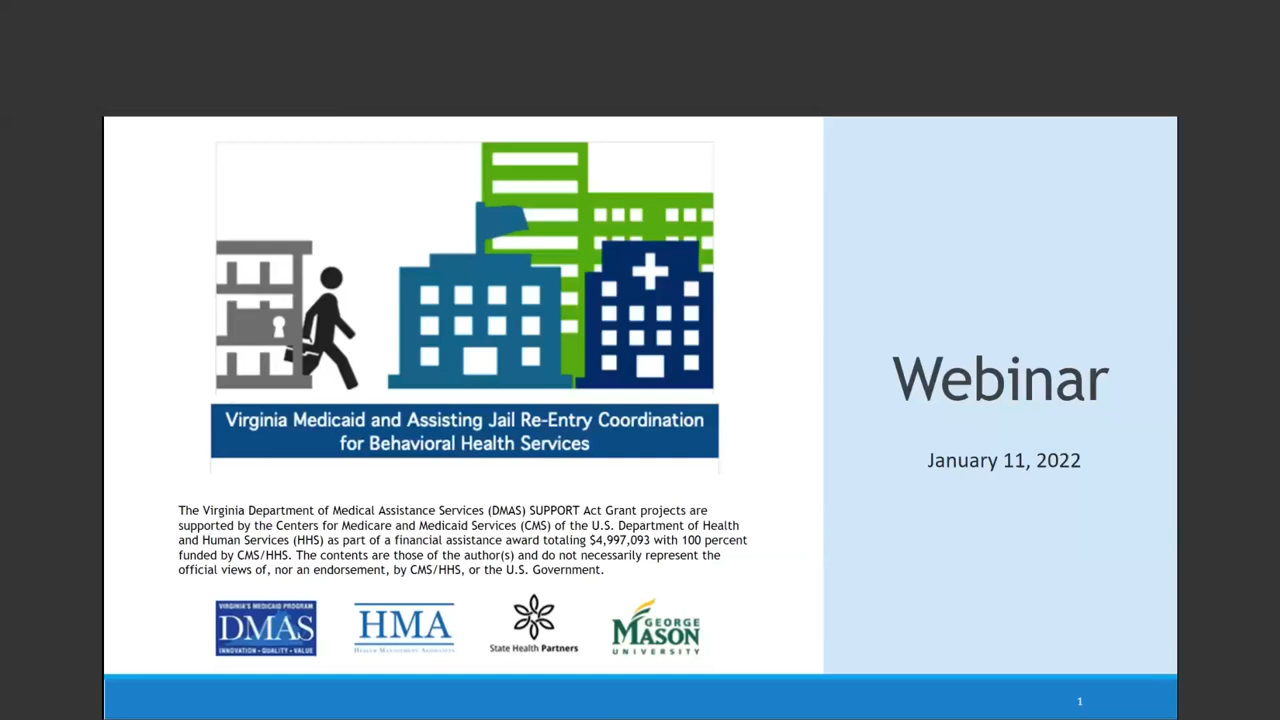 Virginia Medicaid and Assisting Jail Re-Entry Coordination
for Behavioral Health Services
Webinar
January 11, 2022
The Virginia Department of Medical Assistance Services (DMAS) SUPPORT Act Grant projects are
supported by the Centers for Medicare and Medicaid Services (CMS) of the U.S. Department of Health
and Human Services (HHS) as part of a financial assistance award totaling $4,997,093 with 100 percent
funded by CMS/HHS. The contents are those of the author(s) and do not necessarily represent the
official views of, nor an endorsement, by CMS/HHS, or the U.S. Government.
VIRGINIA'S MEDICAID PROGRAM
DMAS
INNOVATION • QUALITY • VALUE
HMA
HEALTH MANAGEMENT ASSOCIATES
State Health Partners
GEORGE
MASON
UNIVERSITY
1